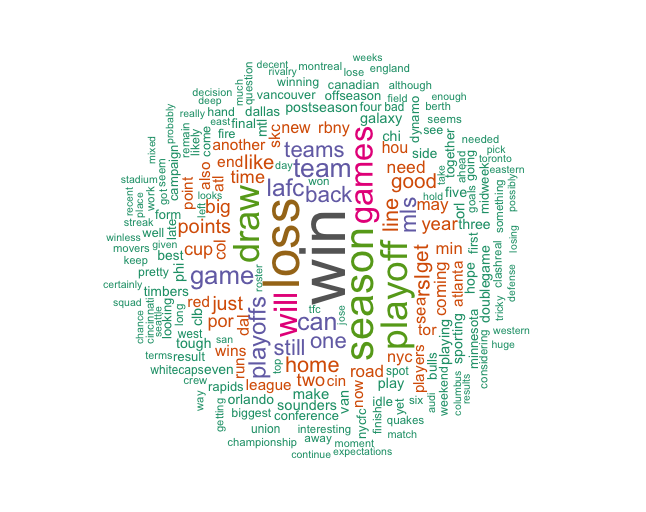 weeks
decent
rivalry
montreal
lose
england
decision
question
much
winning
canadian
although
deep
vancouver
offseason
field
enough
really
hand
dallas
postseason
four
bad
berth
probably
east
final
mtl
new
rbny
galaxy
dynamo
seems
remain
likely
come
fire
skc
chi
see
together
needed
mixed
another
teams
games
hou
side
pick
toronto
seem
also
end
like
day
team
need
ahead
going
eastern
stadium
campaign
time
lafc
won
back
good
take
goals
midweek
possibly
recent
place
work
got
point
atl
looks
left
big
draw
loss
win
hold
may
five
orl
something
streak
form
late
points
line
mls
year
three
losing
winless
well
given
col
cup
season
playoff
first
movers
best
min
hope
clash
real
keep
pretty
phi
game
roster
rsl
get
coming
atlanta
double
game
tricky
defense
certainly
timbers
red
just
will
tfc
can
jose
sea
squad
looking
long
clb
por
dal
playoffs
still
one
tor
sporting
minnesota
western
chance
cincinnati
seattle
west
tough
san
wins
nyc
players
bulls
playing
huge
terms
result
run
top
home
road
spot
weekend
considering
whitecaps
even
rapids
league
two
cin
now
play
crew
way
orlando
make
van
idle
yet
six
audi
columbus
results
getting
biggest
sounders
conference
nycfc
finish
quakes
union
interesting
match
championship
away
moment
continue
expectations